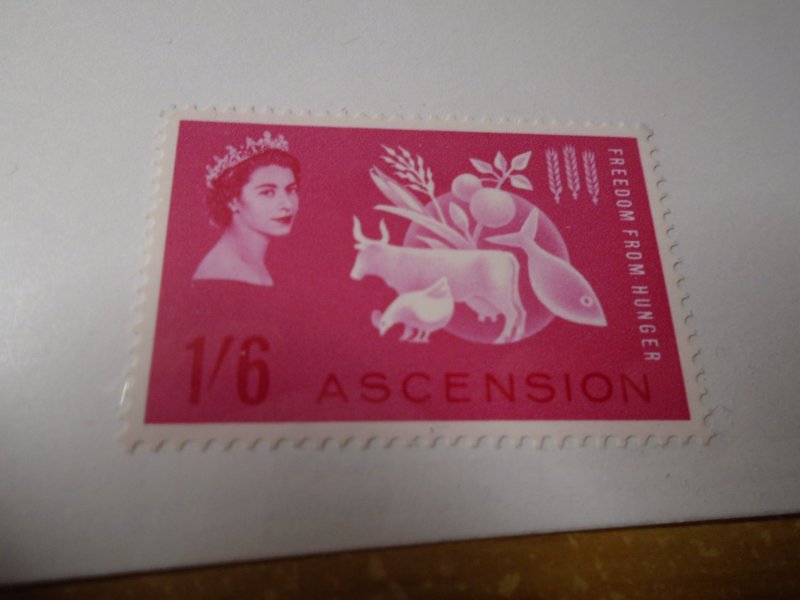 FREEDOM FROM HUNGER
1/6
ASCENSION